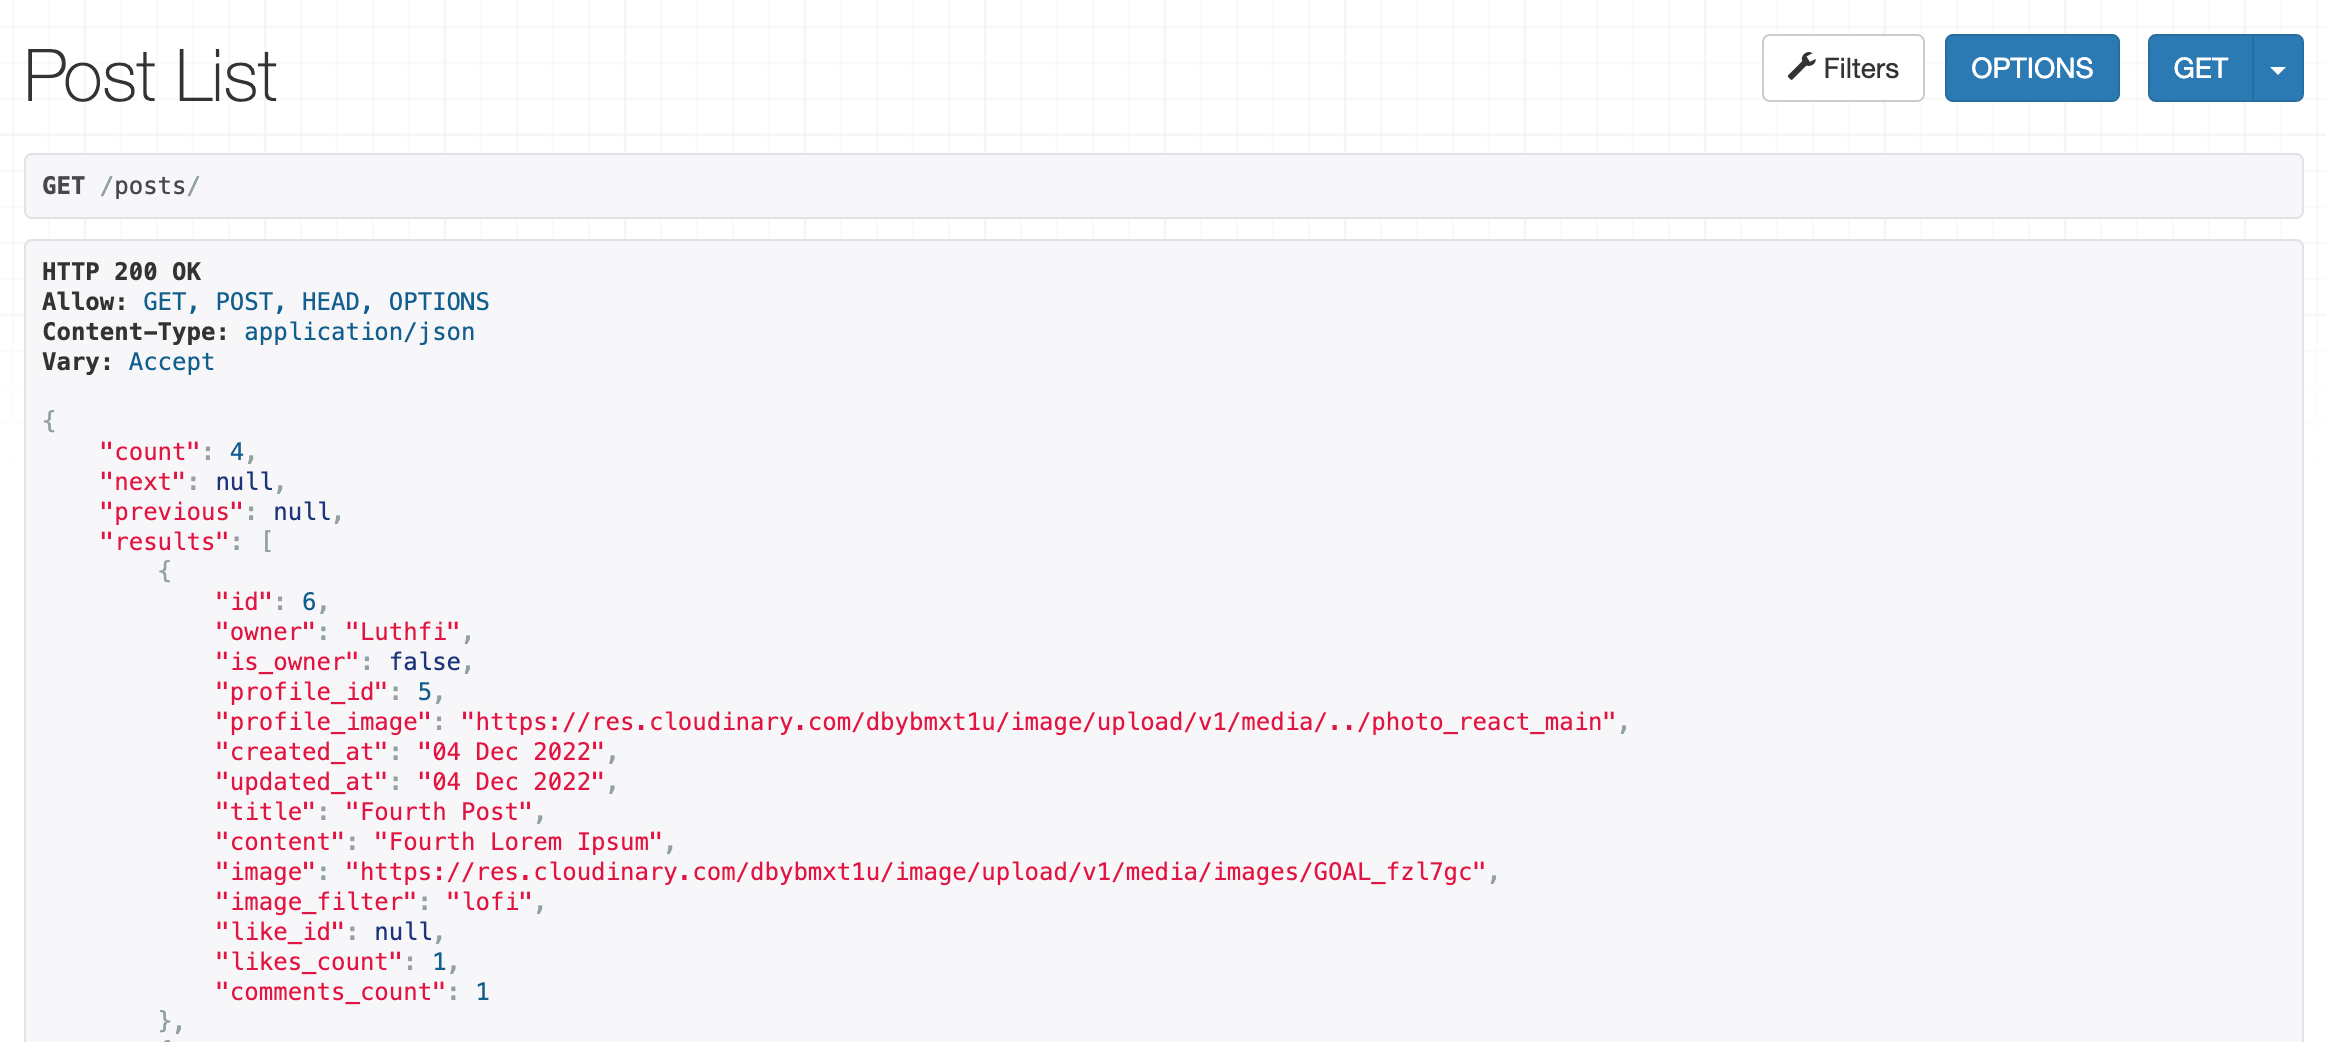 Post List
Filters
OPTIONS
GET
GET /posts/
HTTP 200 OK
Allow: GET, POST, HEAD, OPTIONS
Content-Type: application/json
Vary: Accept
{
    "count": 4,
    "next": null,
    "previous": null,
    "results": [
        {
            "id": 6,
            "owner": "Luthfi",
            "is_owner": false,
            "profile_id": 5,
            "profile_image": "https://res.cloudinary.com/dbybmxt1u/image/upload/v1/media/../photo_react_main",
            "created_at": "04 Dec 2022",
            "updated_at": "04 Dec 2022",
            "title": "Fourth Post",
            "content": "Fourth Lorem Ipsum",
            "image": "https://res.cloudinary.com/dbybmxt1u/image/upload/v1/media/images/GOAL_fzl7gc",
            "image_filter": "lofi",
            "like_id": null,
            "likes_count": 1,
            "comments_count": 1
        },